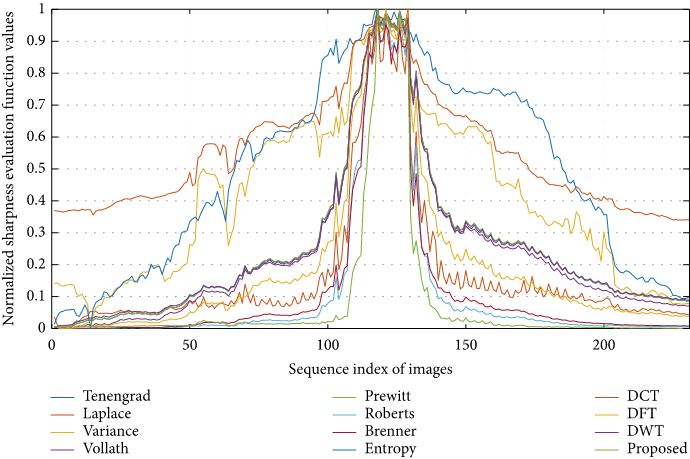 Normalized sharpness evaluation function values
1
0.9
0.8
0.7
0.6
0.5
0.4
0.3
0.2
0.1
0
0 50 100 150 200
Sequence index of images
Tenengrad Prewitt DCT
Laplace Roberts DFT
Variance Brenner DWT
Vollath Entropy Proposed